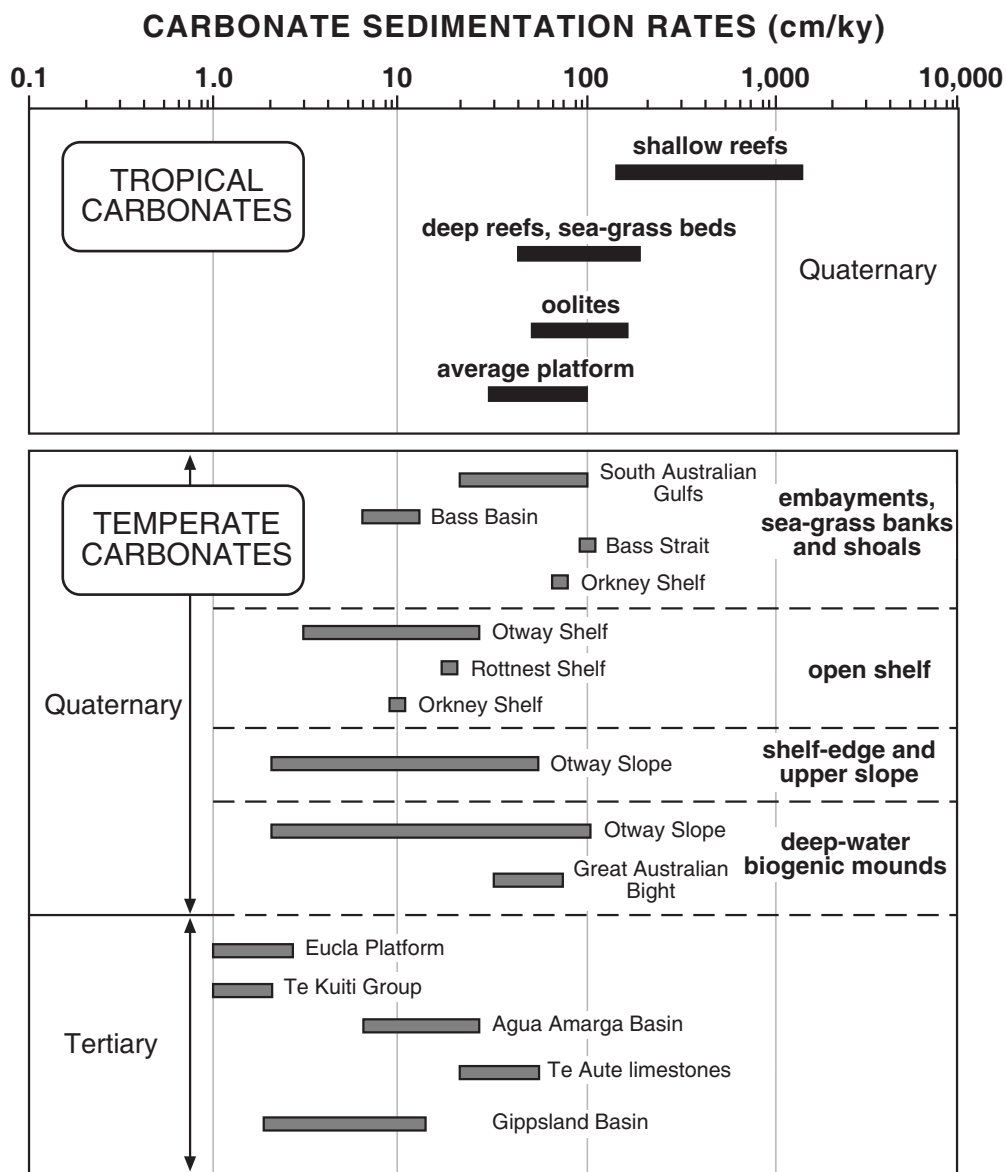 CARBONATE SEDIMENTATION RATES (cm/ky)
0.1 1.0 10 100 1,000 10,000
TROPICAL
CARBONATES
shallow reefs
deep reefs, sea-grass beds
Quaternary
oolites
average platform
TEMPERATE
CARBONATES
South Australian
Gulfs
Bass Basin
Bass Strait
Orkney Shelf
embayments,
sea-grass banks
and shoals
Quaternary
Otway Shelf
Rottnest Shelf
Orkney Shelf
open shelf
Otway Slope
shelf-edge and
upper slope
Otway Slope
Great Australian
Bight
deep-water
biogenic mounds
Tertiary
Eucla Platform
Te Kuiti Group
Agua Amarga Basin
Te Aute limestones
Gippsland Basin